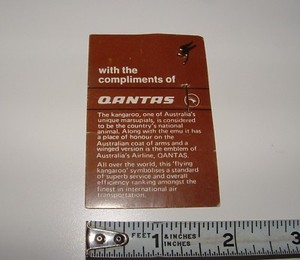 with the
compliments of
QANTAS
The kangaroo, one of Australia's
unique marsupials, is considered
to be the country's national
animal. Along with the emu it has
a place of honour on the
Australian coat of arms and a
winged version is the emblem of
Australia's Airline, QANTAS.
All over the world, this 'flying
kangaroo' symbolises a standard
of superb service and overall
efficiency ranking amongst the
finest in international air
transportation.
FEET & INCHES
INCHES
1 2 3